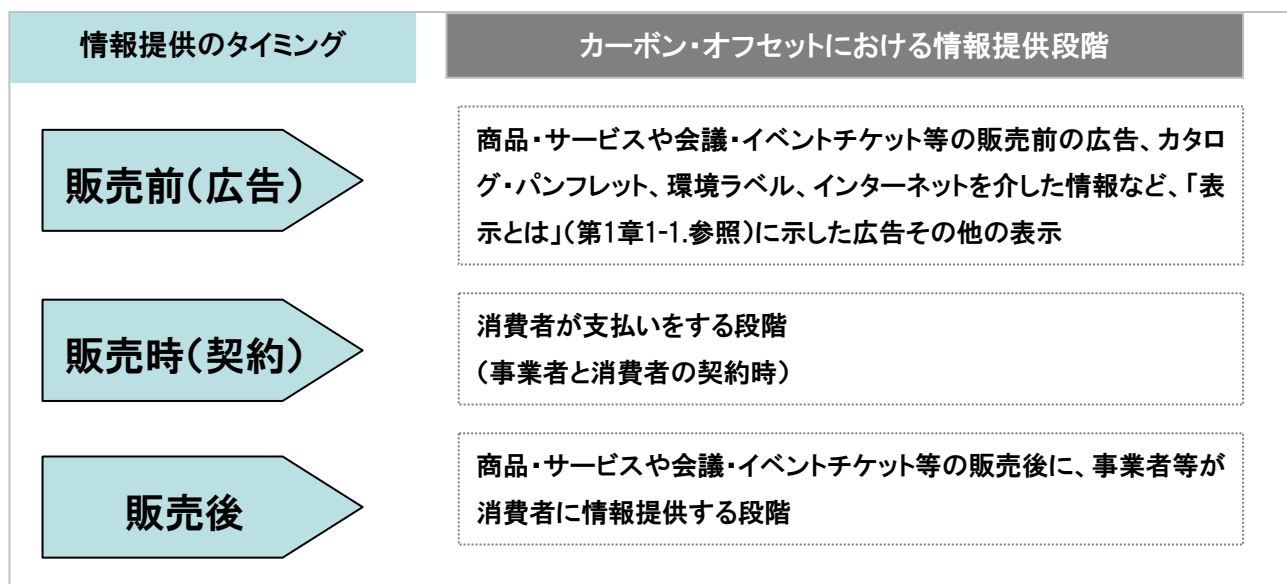 情報提供のタイミング
カーボン・オフセットにおける情報提供段階
販売前(広告)
商品・サービスや会議・イベントチケット等の販売前の広告、カタロ
グ・パンフレット、環境ラベル、インターネットを介した情報など、「表
示とは」(第1章1-1.参照)に示した広告その他の表示
販売時(契約)
消費者が支払いをする段階
(事業者と消費者の契約時)
販売後
商品・サービスや会議・イベントチケット等の販売後に、事業者等が
消費者に情報提供する段階